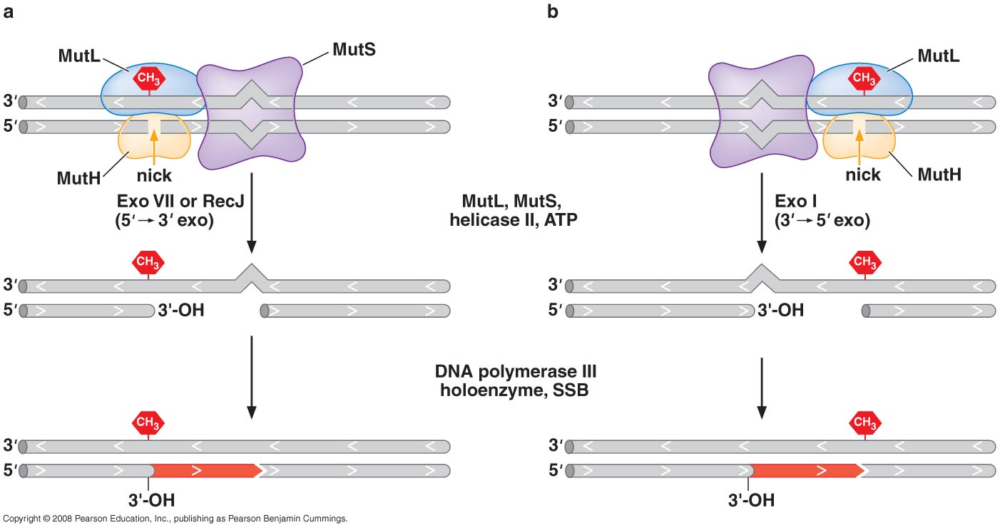 a
b
MutL
MutS
MutL
CH3
CH3
3′
5′
3′
5′
MutH
nick
nick
MutH
Exo VII or RecJ
(5′→3′ exo)
MutL, MutS,
helicase II, ATP
Exo I
(3′→5′ exo)
CH3
CH3
3′
3′
5′
3'-OH
5′
3'-OH
DNA polymerase III
holoenzyme, SSB
CH3
CH3
3′
3′
5′
5′
3'-OH
3'-OH
Copyright © 2008 Pearson Education, Inc., publishing as Pearson Benjamin Cummings.